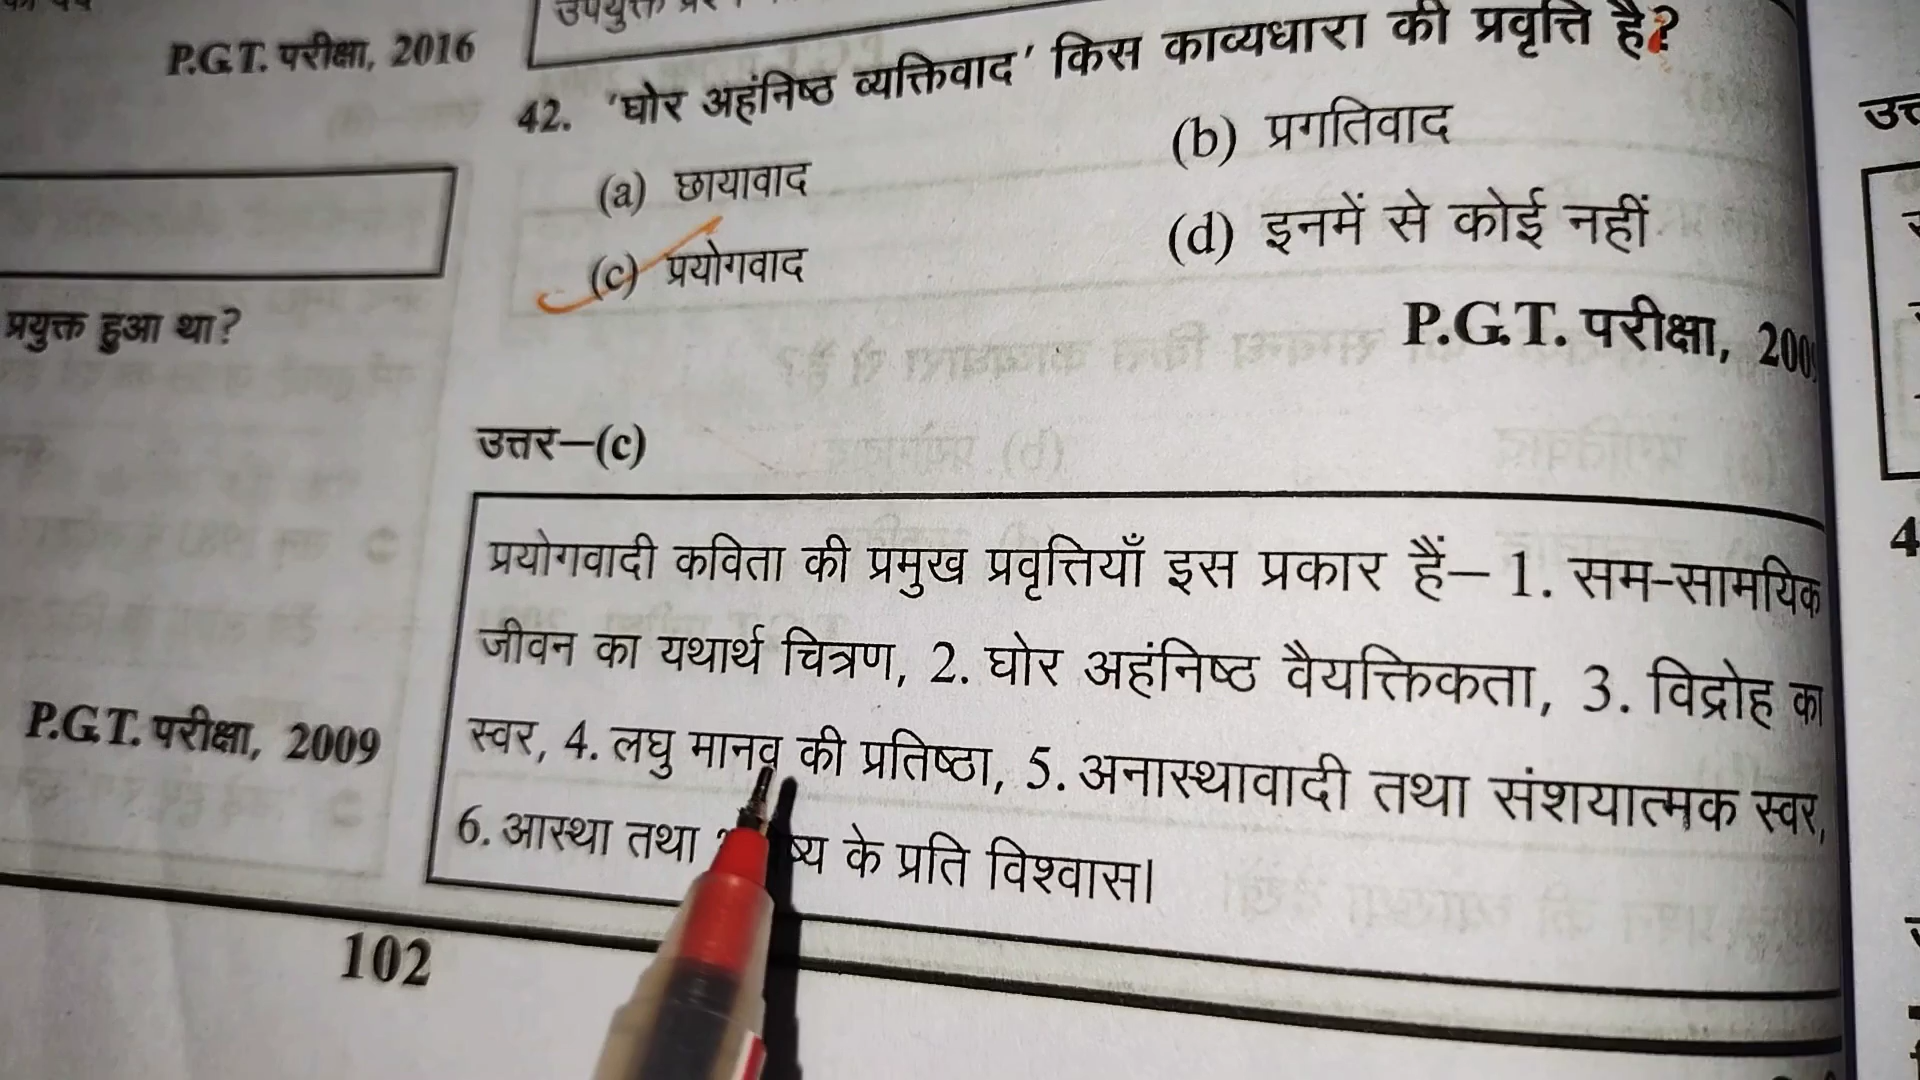 P.G.T. परीक्षा, 2016
प्रयुक्त हुआ था?
P.G.T. परीक्षा, 2009
102
42. 'घोर अहंनिष्ठ व्यक्तिवाद' किस काव्यधारा की प्रवृत्ति है?
(a) छायावाद (b) प्रगतिवाद
(c) प्रयोगवाद (d) इनमें से कोई नहीं
P.G.T. परीक्षा,
उत्तर–(c)
प्रयोगवादी कविता की प्रमुख प्रवृत्तियाँ इस प्रकार हैं– 1. सम-सामयिक
जीवन का यथार्थ चित्रण, 2. घोर अहंनिष्ठ वैयक्तिकता, 3. विद्रोह का
स्वर, 4. लघु मानव की प्रतिष्ठा, 5. अनास्थावादी तथा संशयात्मक स्वर,
6. आस्था तथा के प्रति विश्वास।